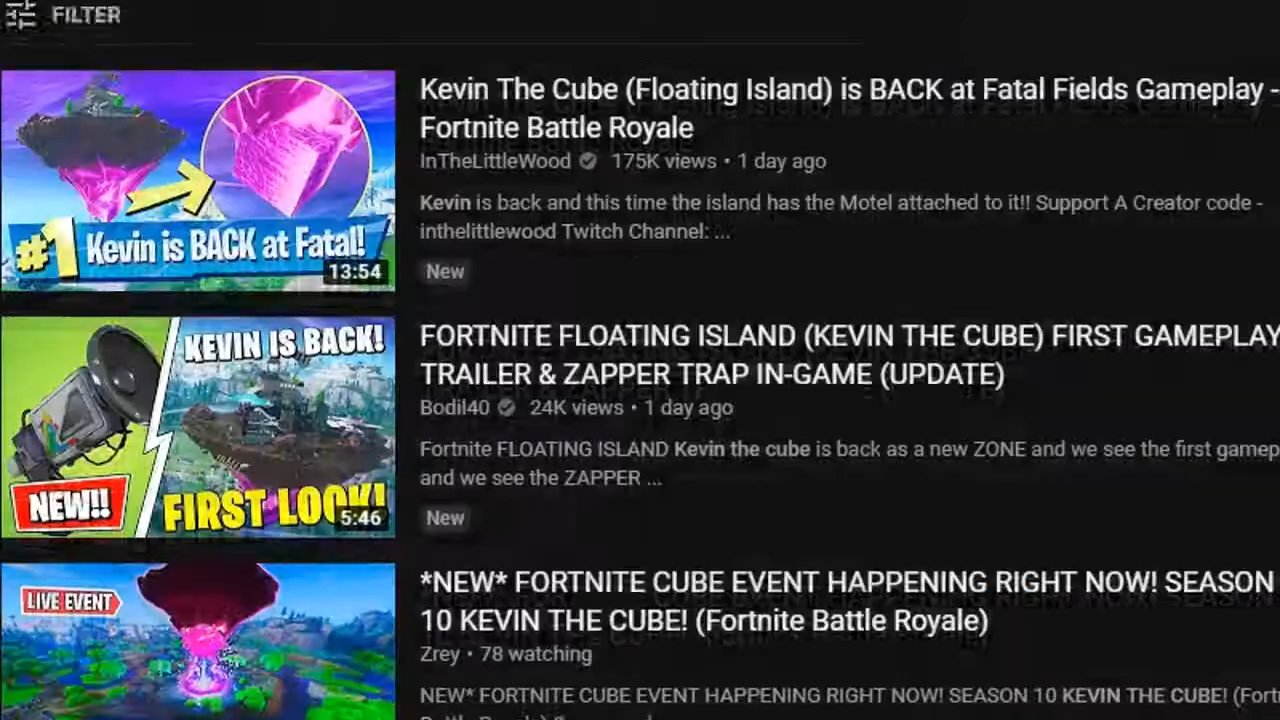 FILTER
#1 Kevin is BACK at Fatal!
13:54
Kevin The Cube (Floating Island) is BACK at Fatal Fields Gameplay -
Fortnite Battle Royale
InTheLittleWood 175K views • 1 day ago
Kevin is back and this time the island has the Motel attached to it!! Support A Creator code -
inthelittlewood Twitch Channel: ...
New
KEVIN IS BACK!
NEW!!
FIRST LOOK!
5:46
FORTNITE FLOATING ISLAND (KEVIN THE CUBE) FIRST GAMEPLAY
TRAILER & ZAPPER TRAP IN-GAME (UPDATE)
Bodil40 24K views • 1 day ago
Fortnite FLOATING ISLAND Kevin the cube is back as a new ZONE and we see the first gamep
and we see the ZAPPER ...
New
LIVE EVENT
*NEW* FORTNITE CUBE EVENT HAPPENING RIGHT NOW! SEASON
10 KEVIN THE CUBE! (Fortnite Battle Royale)
Zrey • 78 watching
NEW* FORTNITE CUBE EVENT HAPPENING RIGHT NOW! SEASON 10 KEVIN THE CUBE! (Fort